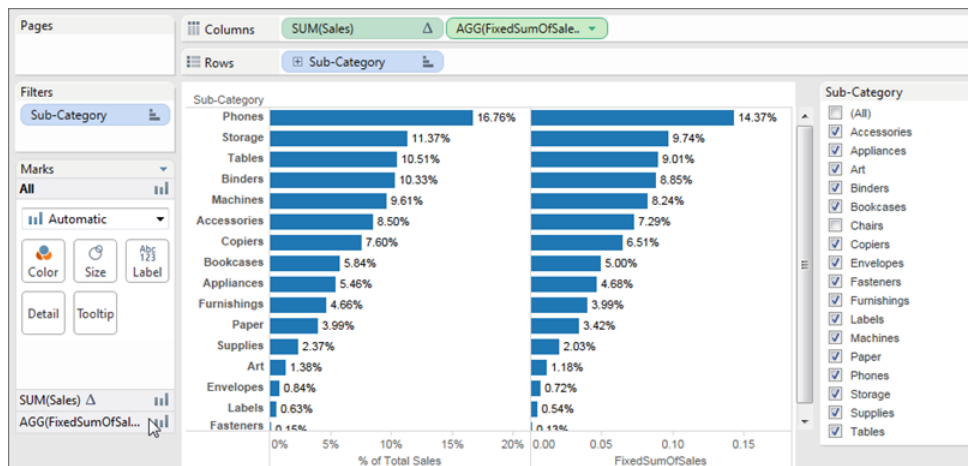 Pages
Columns
SUM(Sales) Δ
AGG(FixedSumOfSale..
Rows
Sub-Category
Filters
Sub-Category
Marks
All
Automatic
Color
Size
Abc
123
Label
Detail
Tooltip
SUM(Sales) Δ
AGG(FixedSumOfSal...
Sub-Category
Phones 16.76% 14.37%
Storage 11.37% 9.74%
Tables 10.51% 9.01%
Binders 10.33% 8.85%
Machines 9.61% 8.24%
Accessories 8.50% 7.29%
Copiers 7.60% 6.51%
Bookcases 5.84% 5.00%
Appliances 5.46% 4.68%
Furnishings 4.66% 3.99%
Paper 3.99% 3.42%
Supplies 2.37% 2.03%
Art 1.38% 1.18%
Envelopes 0.84% 0.72%
Labels 0.63% 0.54%
Fasteners 0.15% 0.13%
0% 5% 10% 15% 20% 0.00 0.05 0.10 0.15
% of Total Sales FixedSumOfSales
Sub-Category
(All)
Accessories
Appliances
Art
Binders
Bookcases
Chairs
Copiers
Envelopes
Fasteners
Furnishings
Labels
Machines
Paper
Phones
Storage
Supplies
Tables